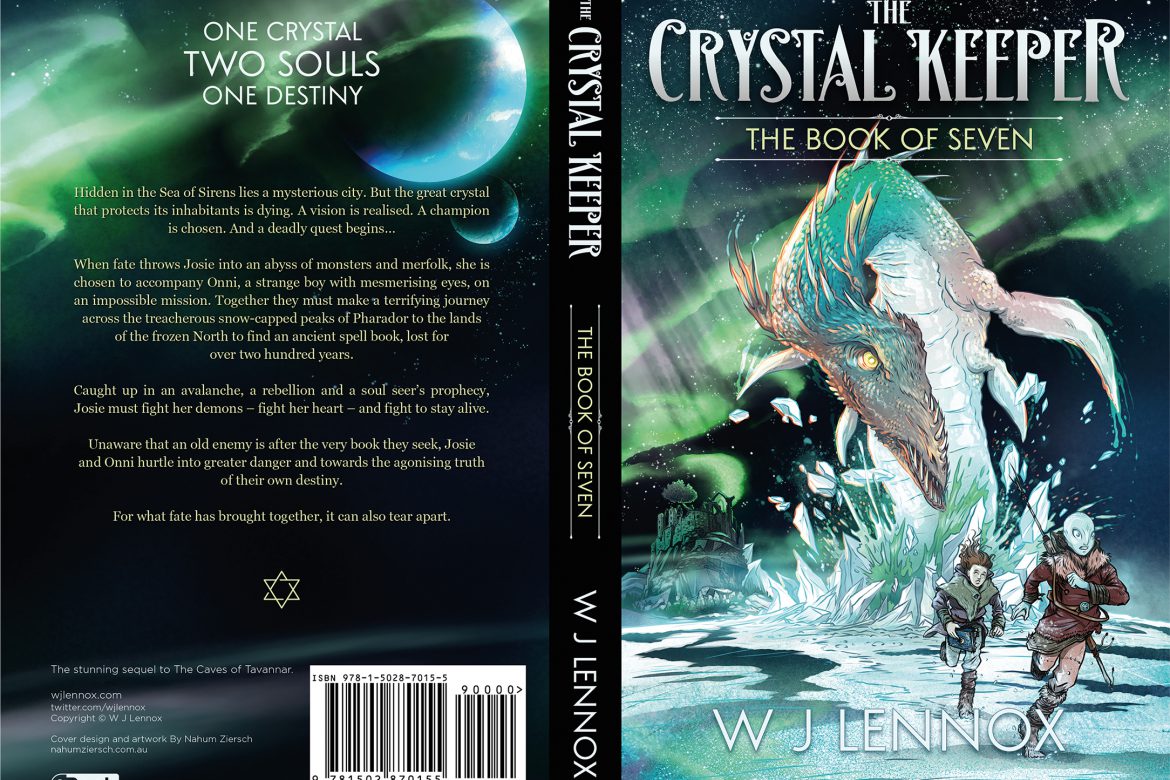 ONE CRYSTAL
TWO SOULS
ONE DESTINY
Hidden in the Sea of Sirens lies a mysterious city. But the great crystal
that protects its inhabitants is dying. A vision is realised. A champion
is chosen. And a deadly quest begins...
When fate throws Josie into an abyss of monsters and merfolk, she is
chosen to accompany Onni, a strange boy with mesmerising eyes, on
an impossible mission. Together they must make a terrifying journey
across the treacherous snow-capped peaks of Pharador to the lands
of the frozen North to find an ancient spell book, lost for
over two hundred years.
Caught up in an avalanche, a rebellion and a soul seer's prophecy,
Josie must fight her demons – fight her heart – and fight to stay alive.
Unaware that an old enemy is after the very book they seek, Josie
and Onni hurtle into greater danger and towards the agonising truth
of their own destiny.
For what fate has brought together, it can also tear apart.
The stunning sequel to The Caves of Tavannar.
wjlennox.com
twitter.com/wjlennox
Copyright © W J Lennox
Cover design and artwork By Nahum Ziersch
nahumziersch.com.au
ISBN 978-1-5028-7015-5
90000>
9 781502 870155
THE CRYSTAL KEEPER
THE BOOK OF SEVEN
W J LENNOX
THE
CRYSTAL KEEPER
THE BOOK OF SEVEN
W J LENNOX